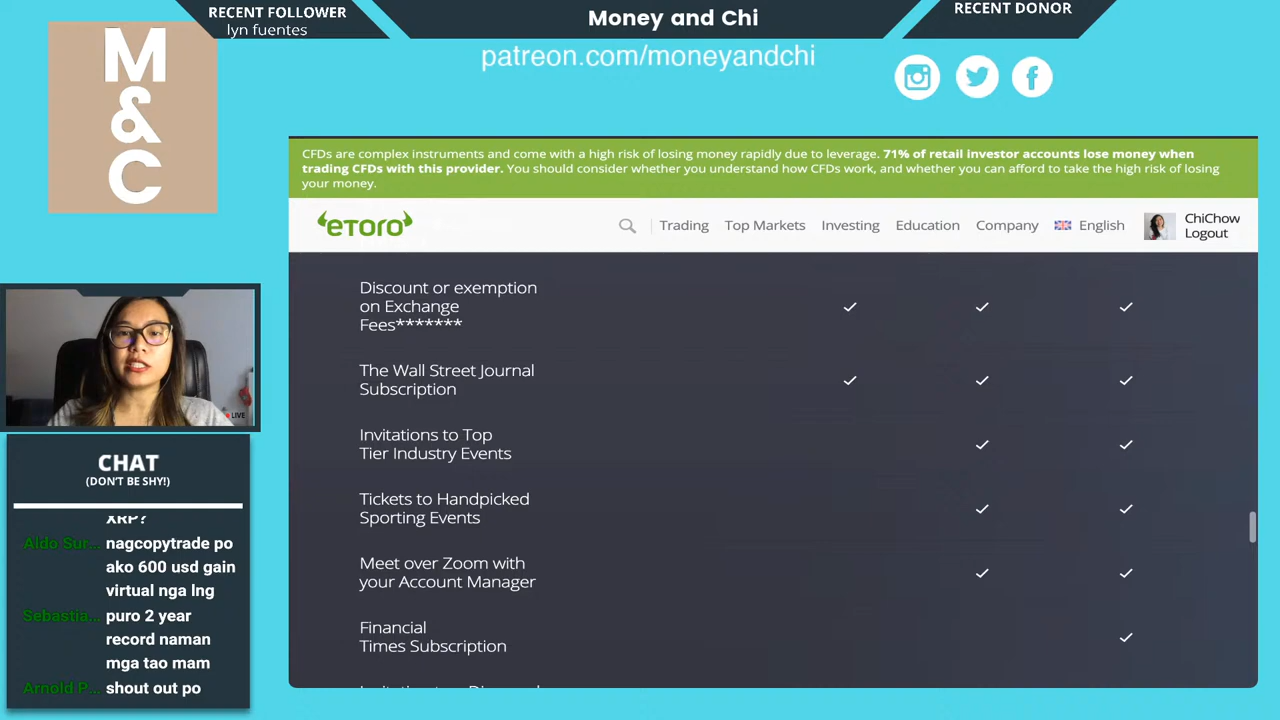 RECENT FOLLOWER
lyn fuentes
Money and Chi
RECENT DONOR
patreon.com/moneyandchi
M
&
C
CFDs are complex instruments and come with a high risk of losing money rapidly due to leverage. 71% of retail investor accounts lose money when
trading CFDs with this provider. You should consider whether you understand how CFDs work, and whether you can afford to take the high risk of losing
your money.
eToro
Trading
Top Markets
Investing
Education
Company
English
ChiChow
Logout
Discount or exemption
on Exchange
Fees*******
The Wall Street Journal
Subscription
Invitations to Top
Tier Industry Events
Tickets to Handpicked
Sporting Events
Meet over Zoom with
your Account Manager
Financial
Times Subscription
LIVE
CHAT
(DON'T BE SHY!)
XRP?
Aldo Sur... nagcopytrade po
ako 600 usd gain
virtual nga lng
Sebastia... puro 2 year
record naman
mga tao mam
Arnold P... shout out po